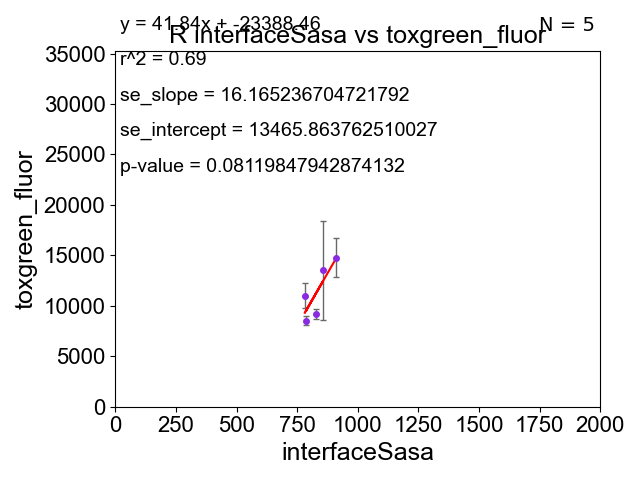 y = 41.84x + -23388.46
N = 5
R interfaceSasa vs toxgreen_fluor
r^2 = 0.69
se_slope = 16.165236704721792
se_intercept = 13465.863762510027
p-value = 0.08119847942874132
35000
30000
25000
20000
15000
10000
5000
0
toxgreen_fluor
0 250 500 750 1000 1250 1500 1750 2000
interfaceSasa